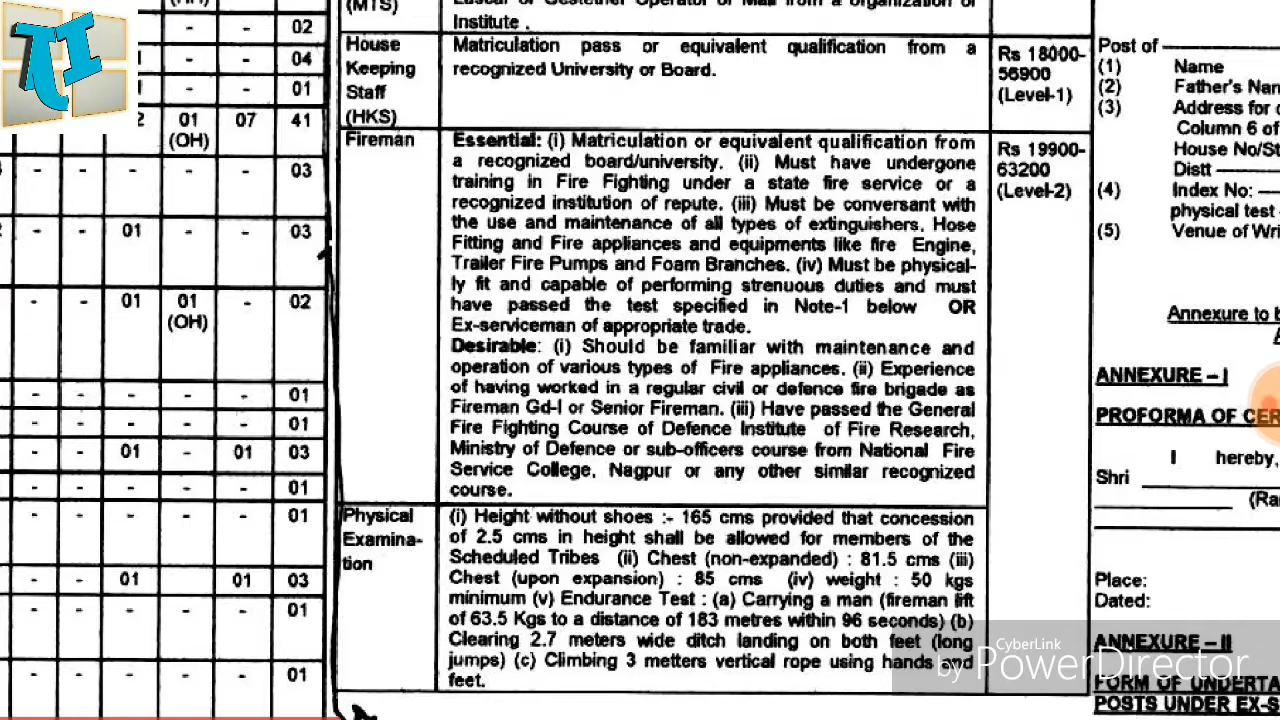 (MTS)
Institute .
House Keeping Staff (HKS)
Matriculation pass or equivalent qualification from a
recognized University or Board.
Rs 18000-
56900
(Level-1)
Fireman
Essential: (i) Matriculation or equivalent qualification from
a recognized board/university. (ii) Must have undergone
training in Fire Fighting under a state fire service or a
recognized institution of repute. (iii) Must be conversant with
the use and maintenance of all types of extinguishers, Hose
Fitting and Fire appliances and equipments like fire Engine,
Trailer Fire Pumps and Foam Branches. (iv) Must be physical-
ly fit and capable of performing strenuous duties and must
have passed the test specified in Note-1 below OR
Ex-serviceman of appropriate trade.
Desirable: (i) Should be familiar with maintenance and
operation of various types of Fire appliances. (ii) Experience
of having worked in a regular civil or defence fire brigade as
Fireman Gd-I or Senior Fireman. (iii) Have passed the General
Fire Fighting Course of Defence Institute of Fire Research,
Ministry of Defence or sub-officers course from National Fire
Service College, Nagpur or any other similar recognized
course.
Rs 19900-
63200
(Level-2)
Physical
Examina-
tion
(i) Height without shoes :- 165 cms provided that concession
of 2.5 cms in height shall be allowed for members of the
Scheduled Tribes (ii) Chest (non-expanded) : 81.5 cms (iii)
Chest (upon expansion) : 85 cms (iv) weight : 50 kgs
minimum (v) Endurance Test : (a) Carrying a man (fireman lift
of 63.5 Kgs to a distance of 183 metres within 96 seconds) (b)
Clearing 2.7 meters wide ditch landing on both feet (long
jumps) (c) Climbing 3 metters vertical rope using hands and
feet.
- - 02
- - 04
- - 01
01 (OH) 07 41
- - - - 03
- - 01 - - 03
- - 01 01 (OH) - 02
- - - - - 01
- - - - - 01
- - 01 - 01 03
- - - - - 01
- - - - - 01
- - 01 01 03
- - - - - 01
- - - - - 01
Post of
(1) Name
(2) Father's
(3) Address for
Column 6 of
House
Distt
(4) Index No:
physical test
(5) Venue of
Annexure to
ANNEXURE – I
PROFORMA OF
I hereby,
Shri
Place:
Dated:
ANNEXURE – II
FORM OF
POSTS UNDER
TI
CyberLink
by PowerDirector